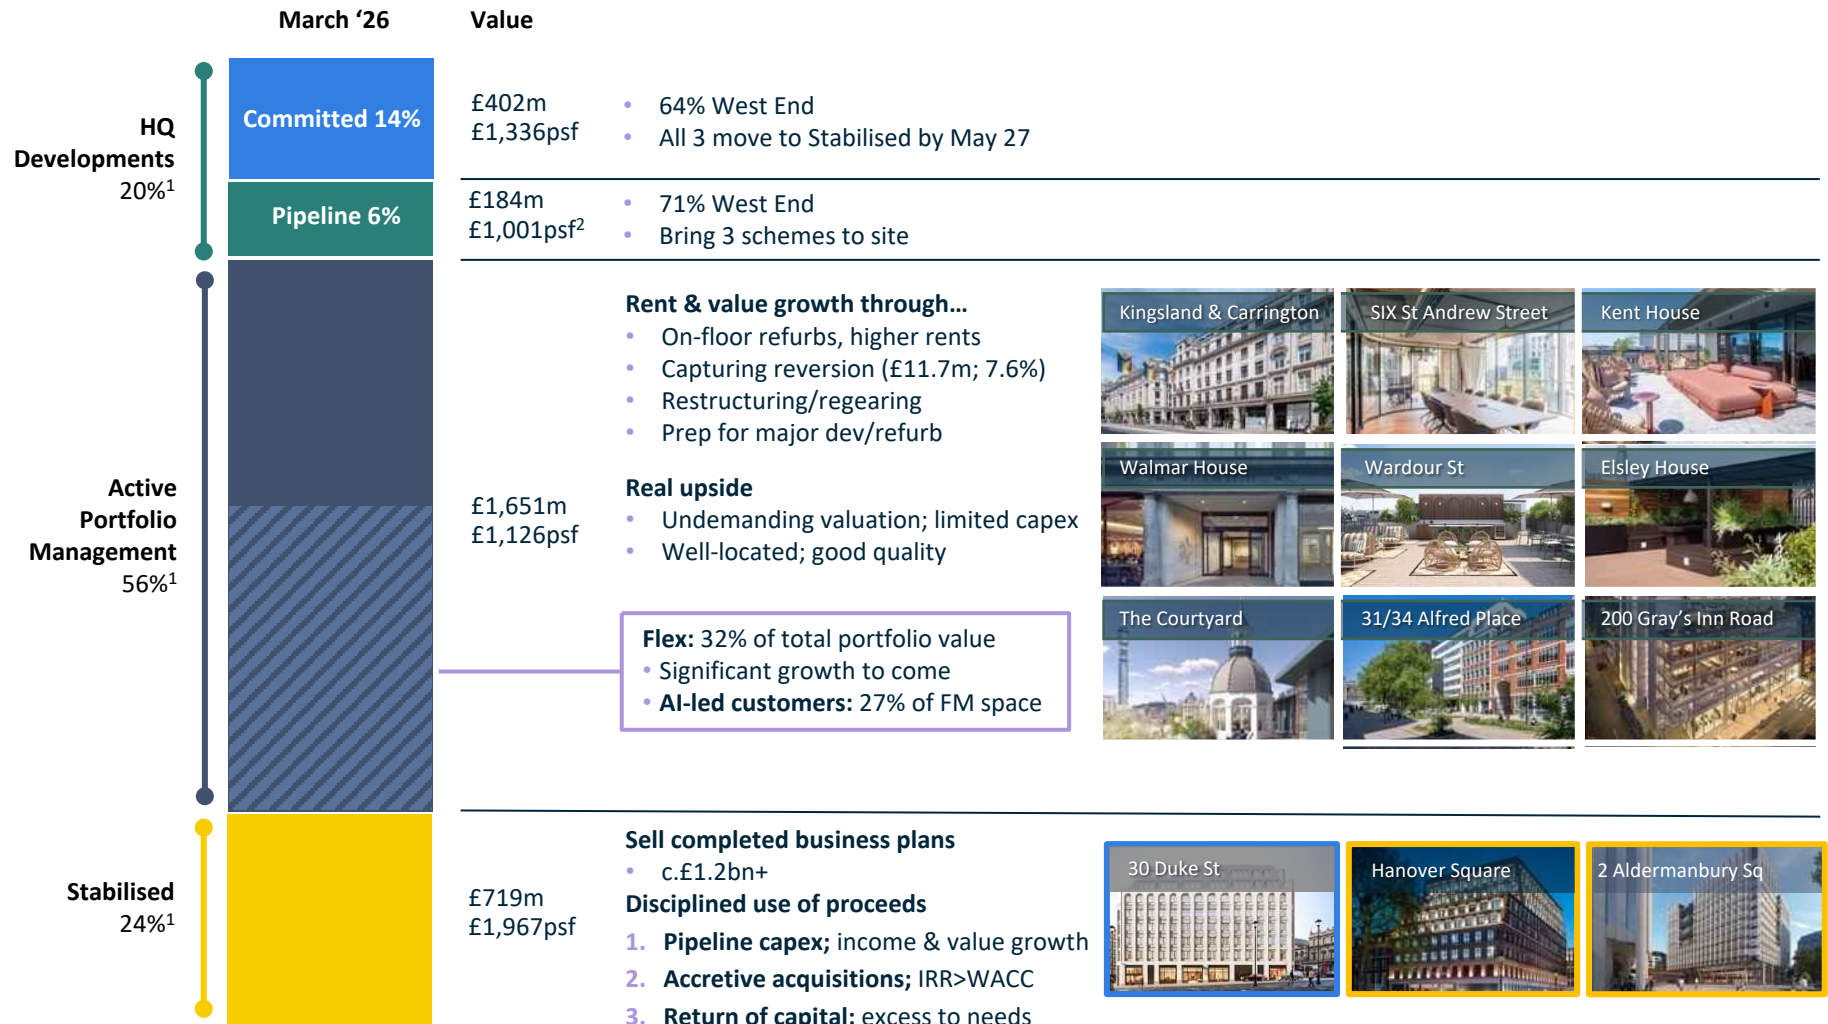 March ‘26
Value
HQ
Developments
20%1
Committed 14%
£402m
£1,336psf
• 64% West End
• All 3 move to Stabilised by May 27
Pipeline 6%
£184m
£1,001psf2
• 71% West End
• Bring 3 schemes to site
Active
Portfolio
Management
56%1
£1,651m
£1,126psf
Rent & value growth through…
• On-floor refurbs, higher rents
• Capturing reversion (£11.7m; 7.6%)
• Restructuring/regearing
• Prep for major dev/refurb
Real upside
• Undemanding valuation; limited capex
• Well-located; good quality
Flex: 32% of total portfolio value
• Significant growth to come
• AI-led customers: 27% of FM space
Kingsland & Carrington
SIX St Andrew Street
Kent House
Walmar House
Wardour St
Elsley House
The Courtyard
31/34 Alfred Place
200 Gray’s Inn Road
Stabilised
24%1
£719m
£1,967psf
Sell completed business plans
• c.£1.2bn+
Disciplined use of proceeds
1. Pipeline capex; income & value growth
2. Accretive acquisitions; IRR>WACC
3. Return of capital; excess to needs
30 Duke St
Hanover Square
2 Aldermanbury Sq